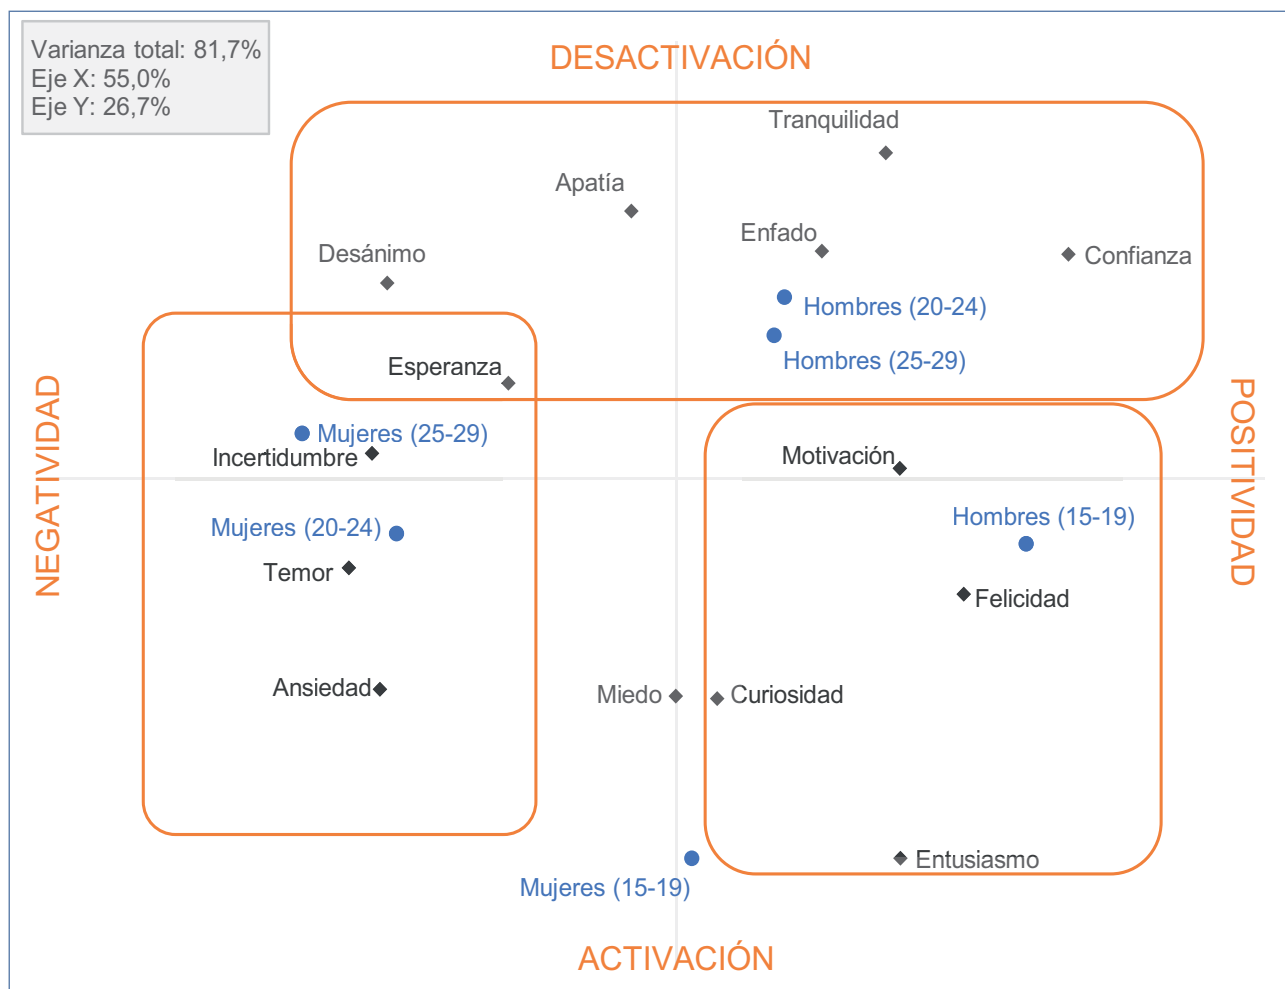 Varianza total: 81,7%
Eje X: 55,0%
Eje Y: 26,7%
DESACTIVACIÓN
Tranquilidad
Apatía
Enfado
Desánimo
Confianza
Hombres (20-24)
Hombres (25-29)
Esperanza
NEGATIVIDAD
POSITIVIDAD
Mujeres (25-29)
Incertidumbre
Motivación
Mujeres (20-24)
Hombres (15-19)
Temor
Felicidad
Ansiedad
Miedo
Curiosidad
Entusiasmo
Mujeres (15-19)
ACTIVACIÓN